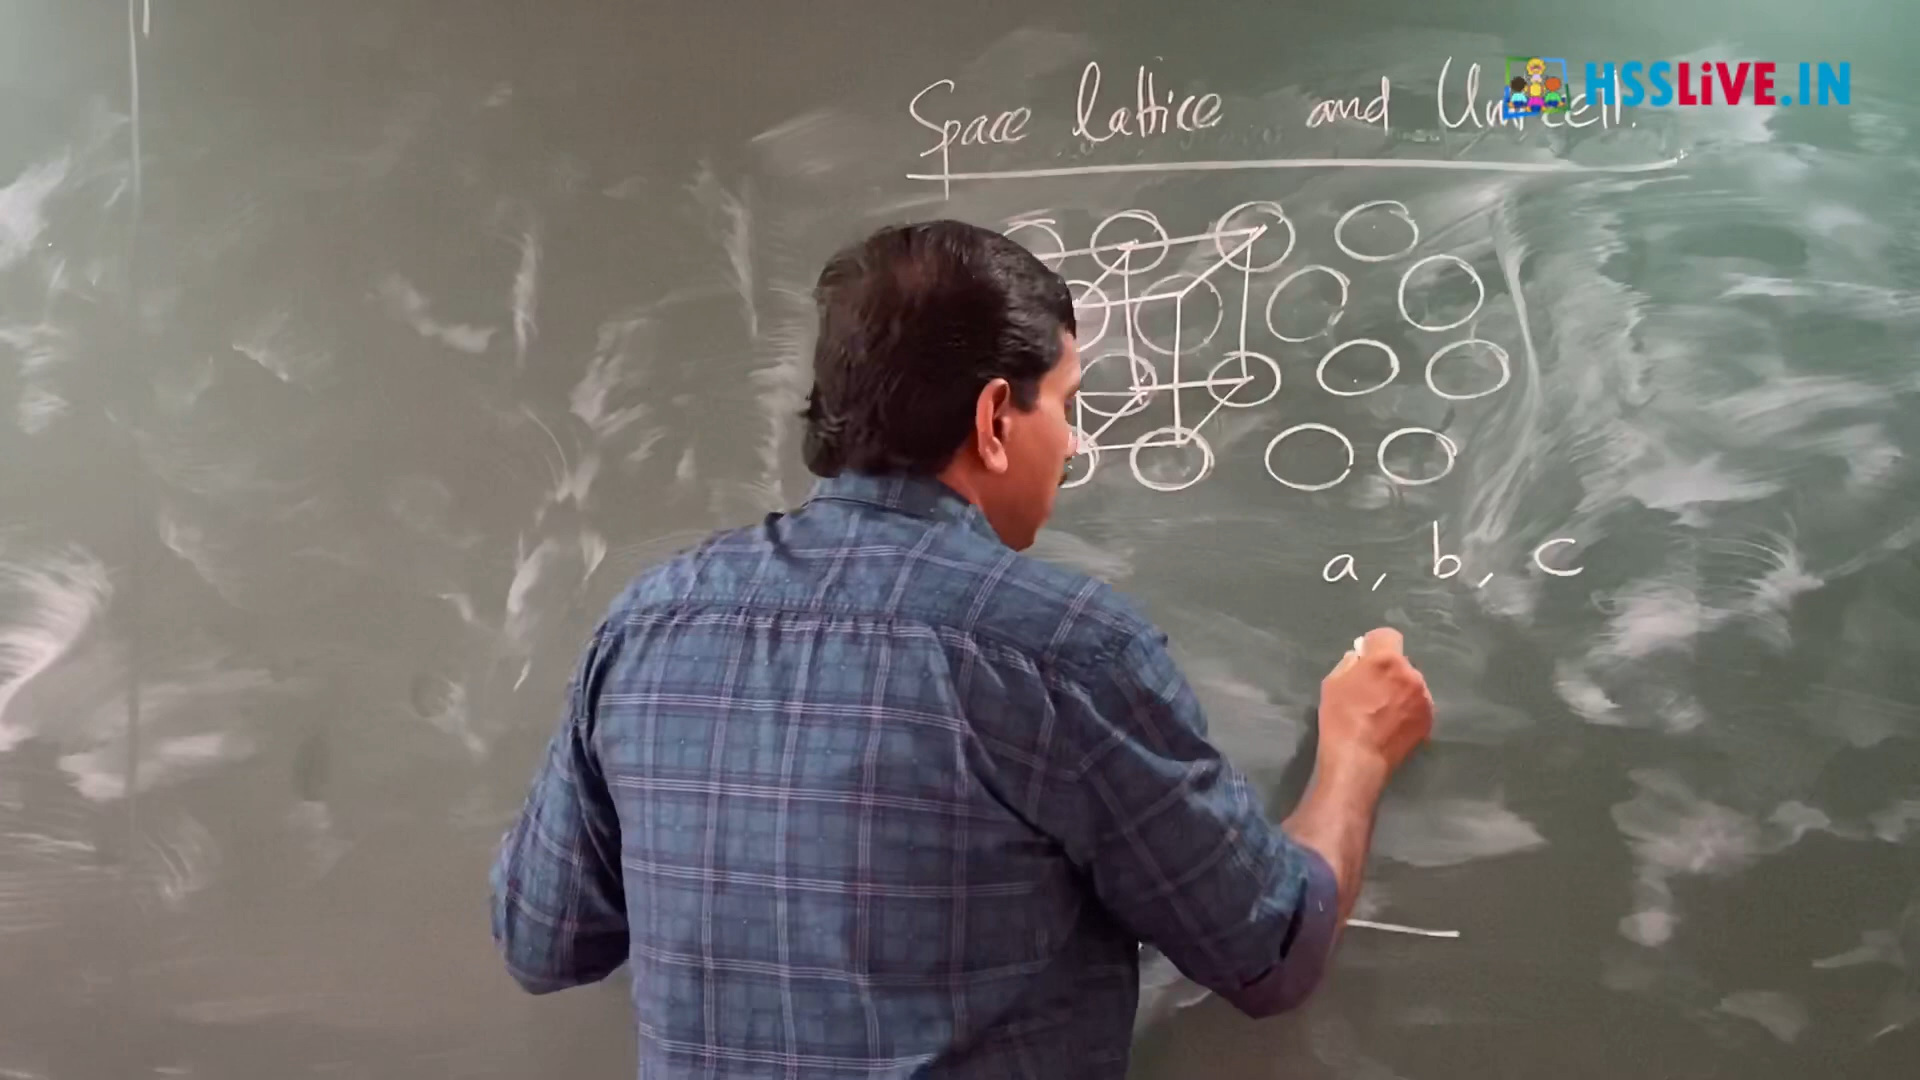 Space lattice and Unit cell.
HSSLiVE.IN
a, b, c